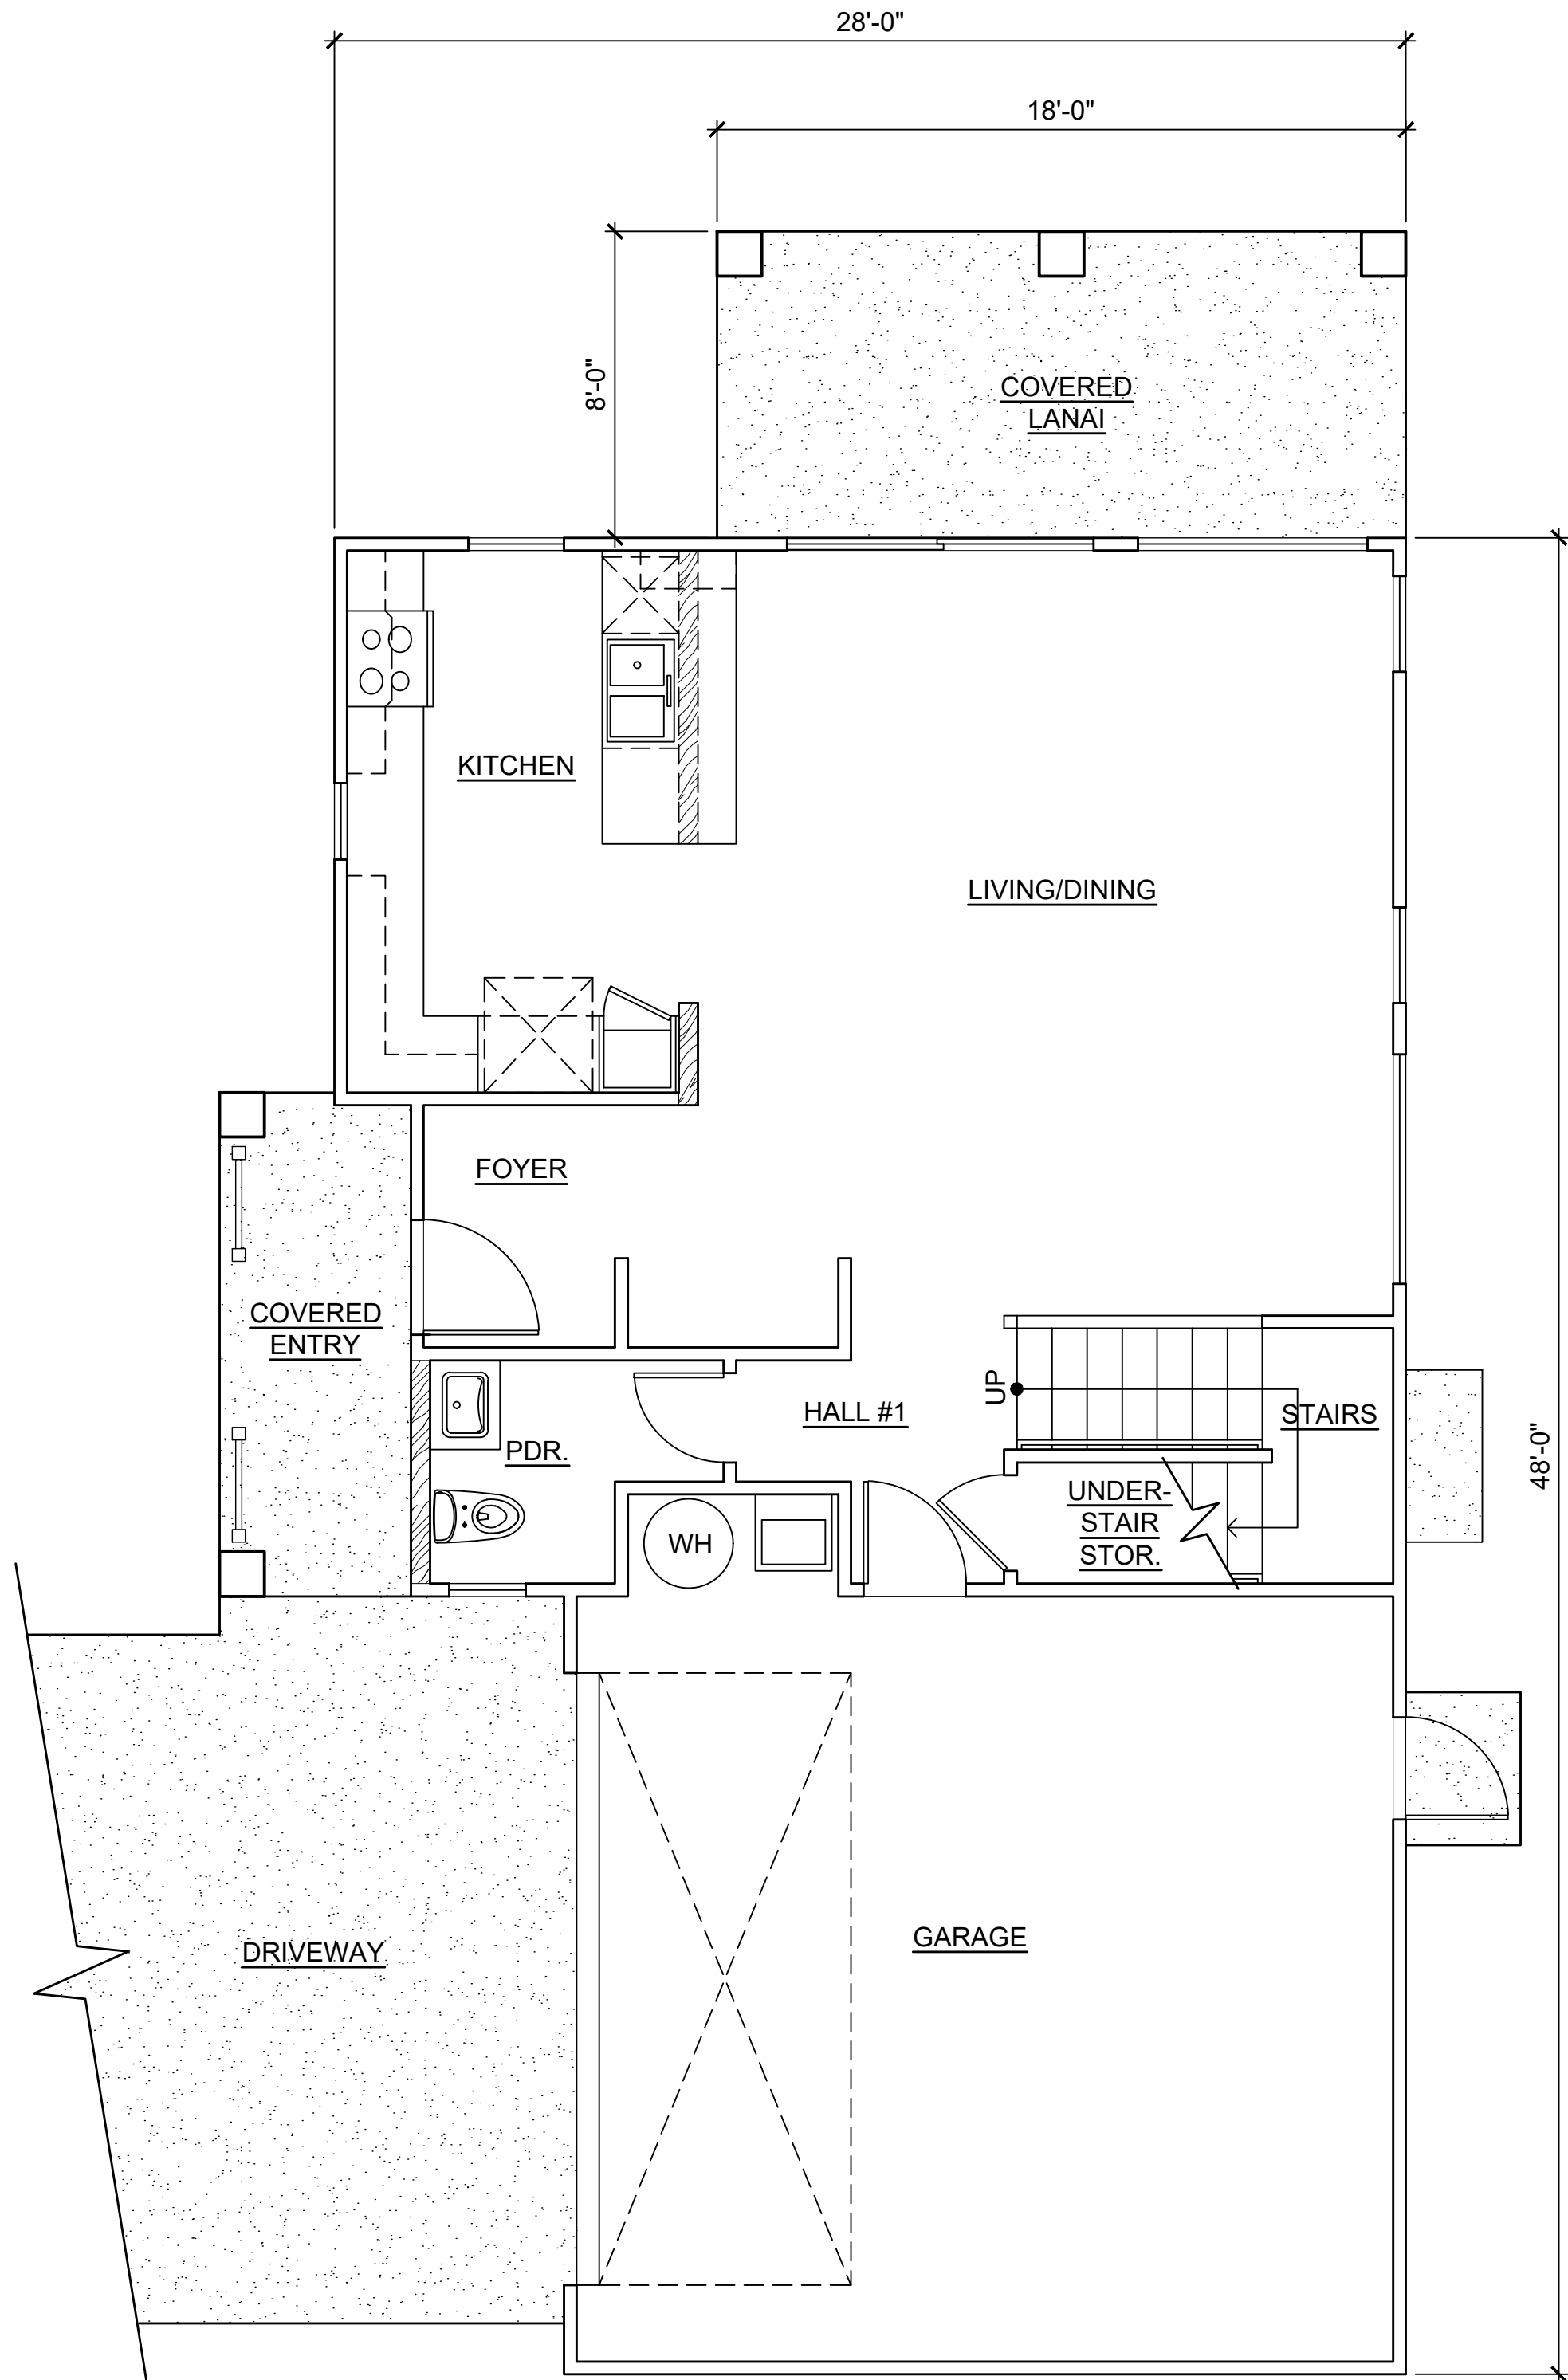 28'-0"
18'-0"
8'-0"
COVERED
LANAI
KITCHEN
LIVING/DINING
FOYER
COVERED
ENTRY
UP
HALL #1
STAIRS
PDR.
48'-0"
UNDER-
STAIR
STOR.
WH
GARAGE
DRIVEWAY